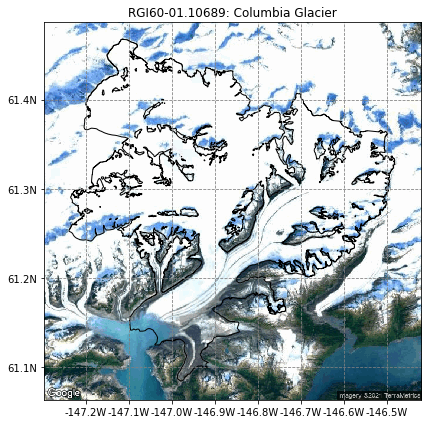 RGI60-01.10689: Columbia Glacier
61.4N
61.3N
61.2N
61.1N
Google
Imagery ©2021 TerraMetrics
-147.2W -147.1W -147.0W -146.9W -146.8W -146.7W -146.6W -146.5W